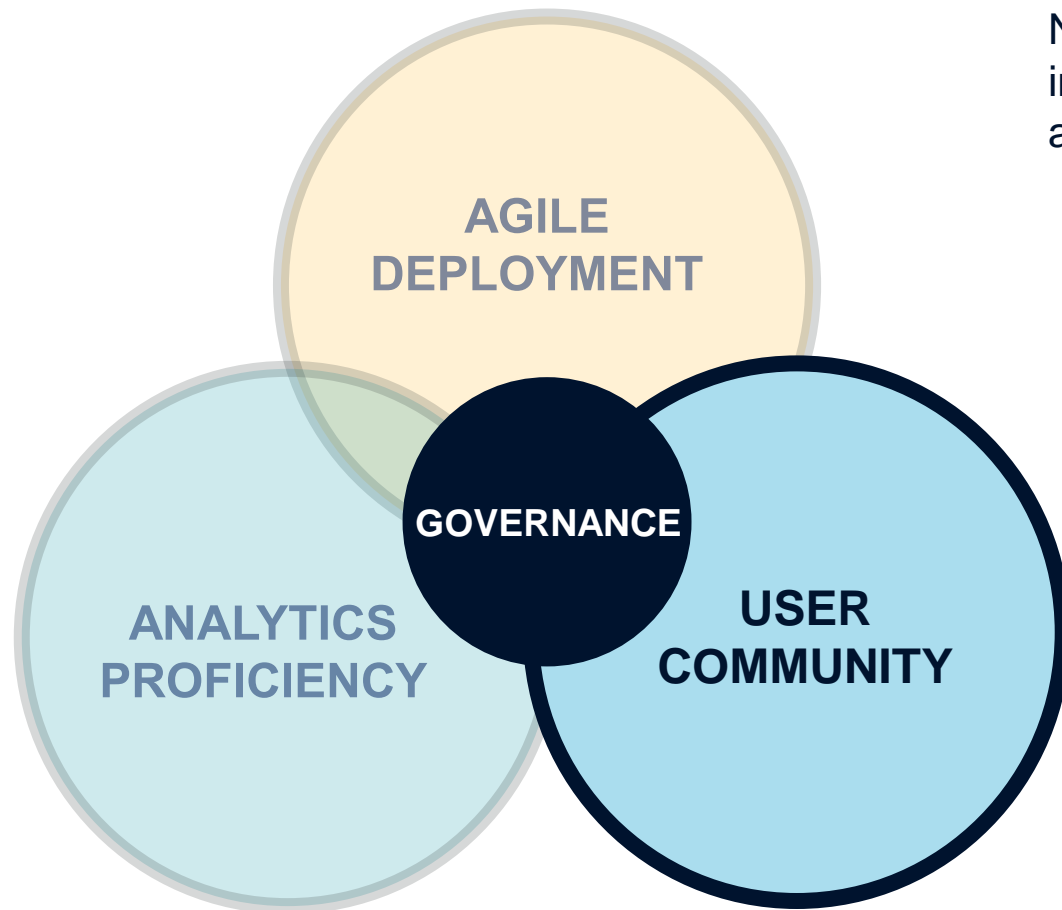 AGILE
DEPLOYMENT
GOVERNANCE
ANALYTICS
PROFICIENCY
USER
COMMUNITY